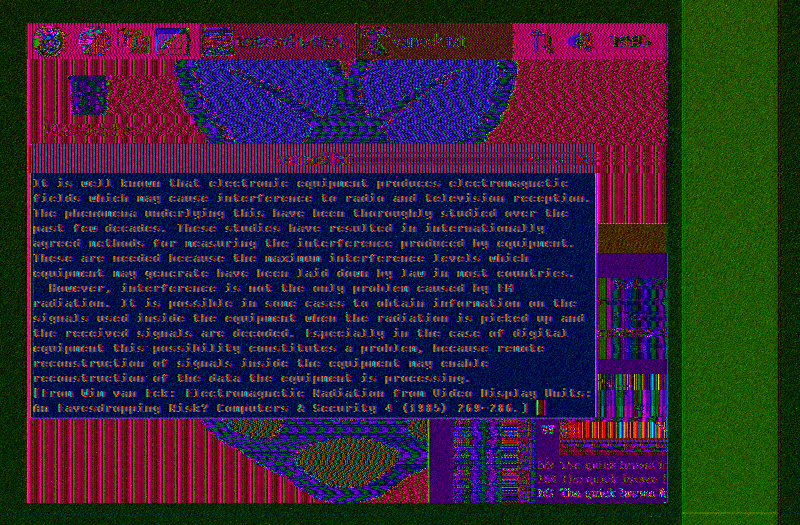 It is well known that electronic equipment produces electromagnetic
fields which may cause interference to radio and television reception.
The phenomena underlying this have been thoroughly studied over the
past few decades. These studies have resulted in internationally
agreed methods for measuring the interference produced by equipment.
These are needed because the maximum interference levels which
equipment may generate have been laid down by law in most countries.
However, interference is not the only problem caused by EM
radiation. It is possible in some cases to obtain information on the
signals used inside the equipment when the radiation is picked up and
the received signals are decoded. Especially in the case of digital
equipment this possibility constitutes a problem, because remote
reconstruction of signals inside the equipment may enable
reconstruction of the data the equipment is processing.
[From Wim van Eck: Electromagnetic Radiation from Video Display Units:
An Eavesdropping Risk? Computers & Security 4 (1985) 269-286.]
The quick brown
The quick brown
The quick brown f